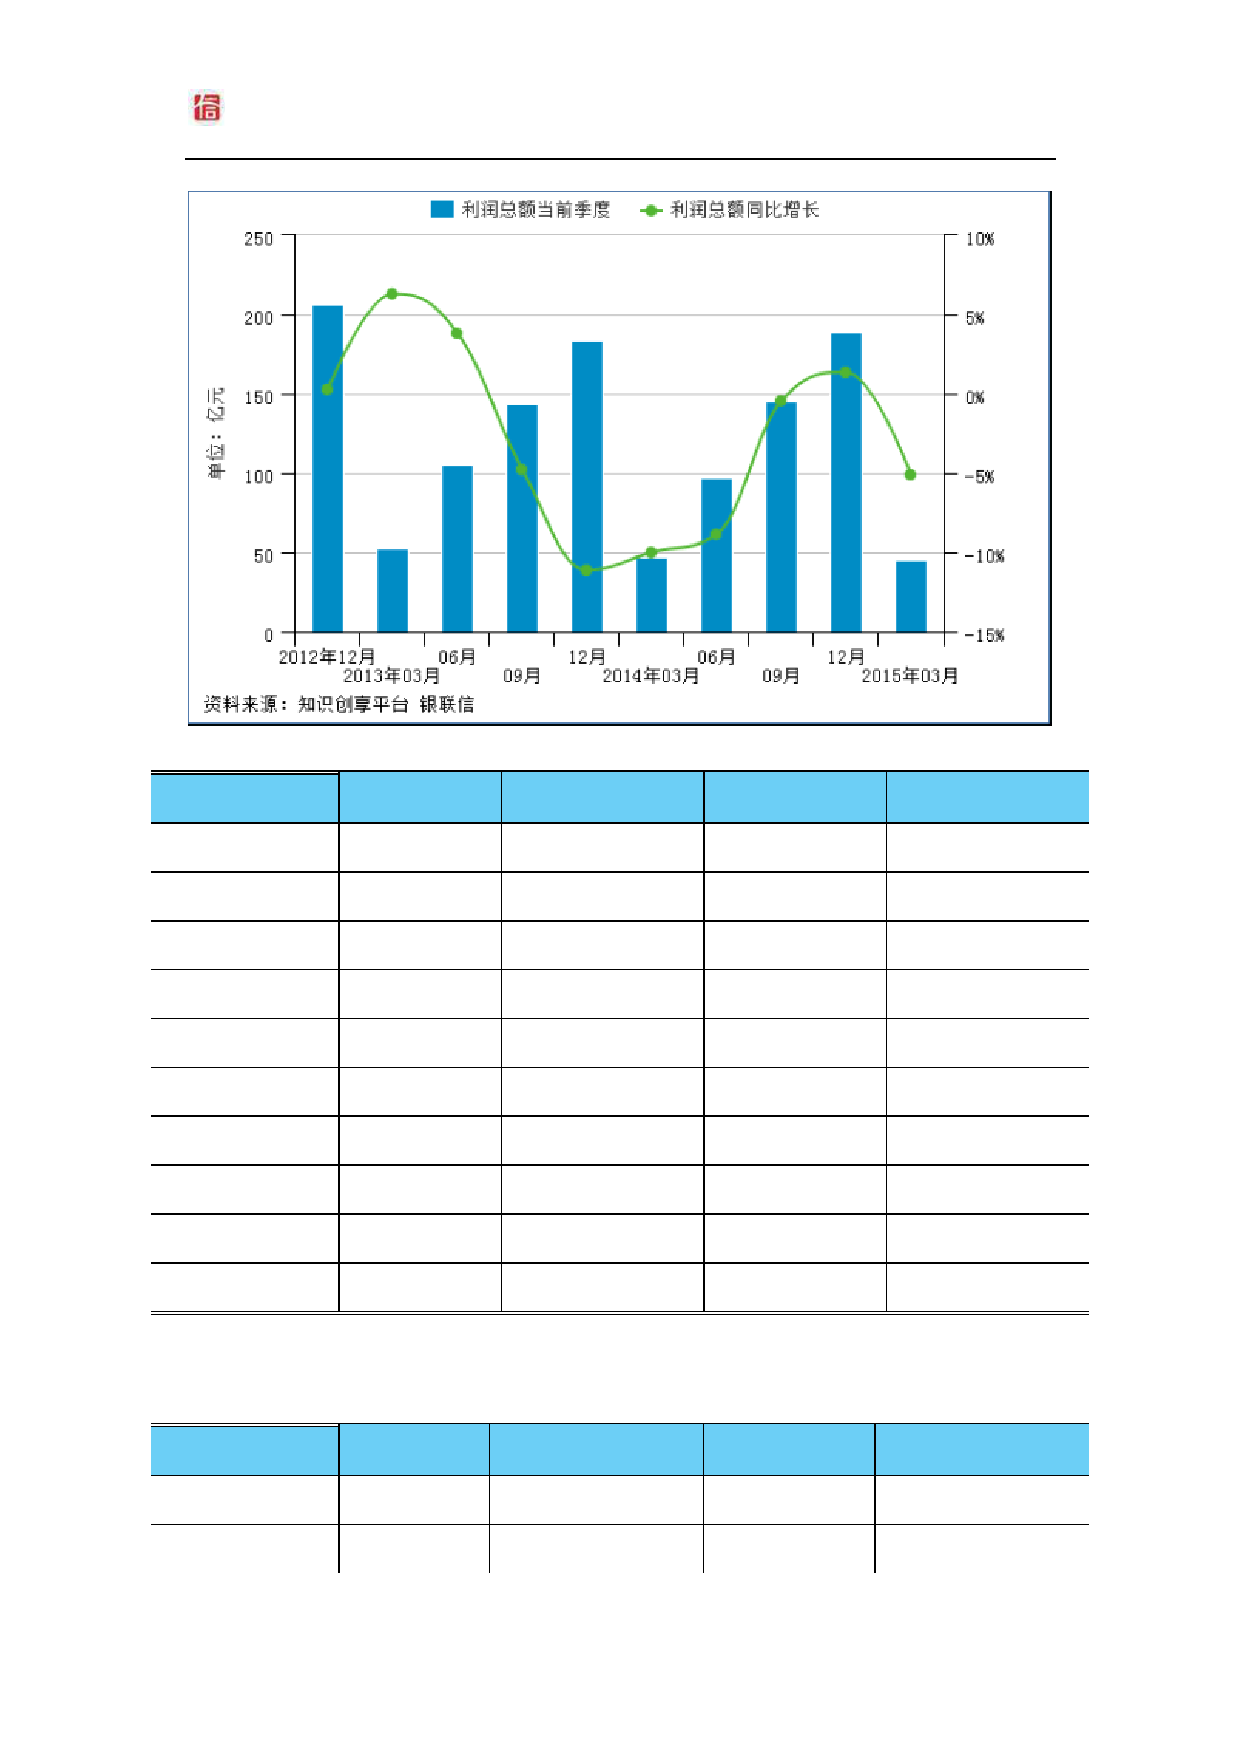 信
利润总额当前季度 利润总额同比增长
250 10%
200 5%
150 0%
100 -5%
50 -10%
0 -15%
单位：亿元
2012年12月 06月 12月 06月 12月
2013年03月 09月 2014年03月 09月 2015年03月
资料来源：知识创享平台 银联信